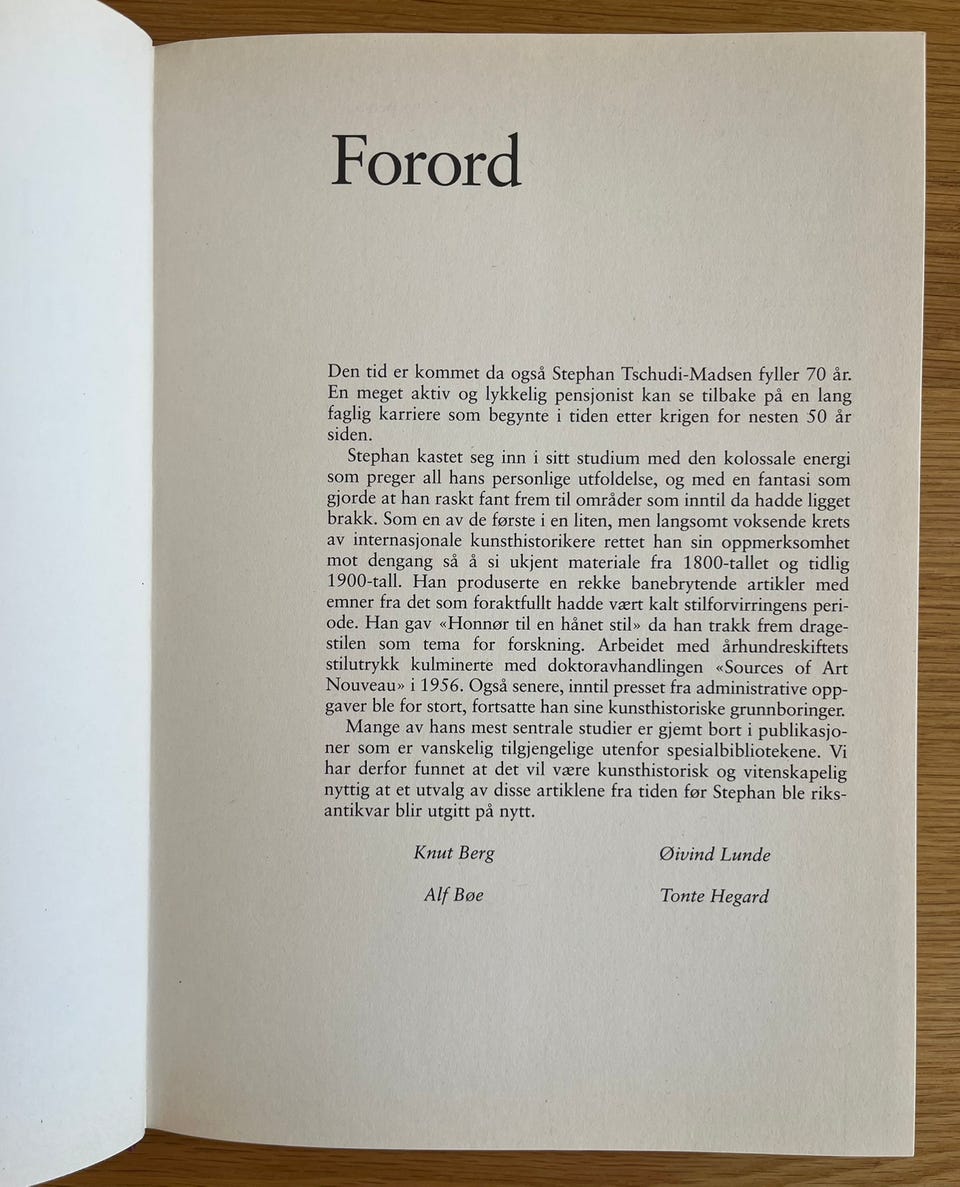 Forord
Den tid er kommet da også Stephan Tschudi-Madsen fyller 70 år.
En meget aktiv og lykkelig pensjonist kan se tilbake på en lang
faglig karriere som begynte i tiden etter krigen for nesten 50 år
siden.
Stephan kastet seg inn i sitt studium med den kolossale energi
som preger all hans personlige utfoldelse, og med en fantasi som
gjorde at han raskt fant frem til områder som inntil da hadde ligget
brakk. Som en av de første i en liten, men langsomt voksende krets
av internasjonale kunsthistorikere rettet han sin oppmerksomhet
mot dengang så å si ukjent materiale fra 1800-tallet og tidlig
1900-tall. Han produserte en rekke banebrytende artikler med
emner fra det som foraktfullt hadde vært kalt stilforvirringens peri-
ode. Han gav «Honnør til en hånet stil» da han trakk frem drage-
stilen som tema for forskning. Arbeidet med århundreskiftets
stilutrykk kulminerte med doktoravhandlingen «Sources of Art
Nouveau» i 1956. Også senere, inntil presset fra administrative opp-
gaver ble for stort, fortsatte han sine kunsthistoriske grunnboringer.
Mange av hans mest sentrale studier er gjemt bort i publikasjo-
ner som er vanskelig tilgjengelige utenfor spesialbibliotekene. Vi
har derfor funnet at det vil være kunsthistorisk og vitenskapelig
nyttig at et utvalg av disse artiklene fra tiden før Stephan ble riks-
antikvar blir utgitt på nytt.
Knut Berg Øivind Lunde
Alf Bøe Tonte Hegard